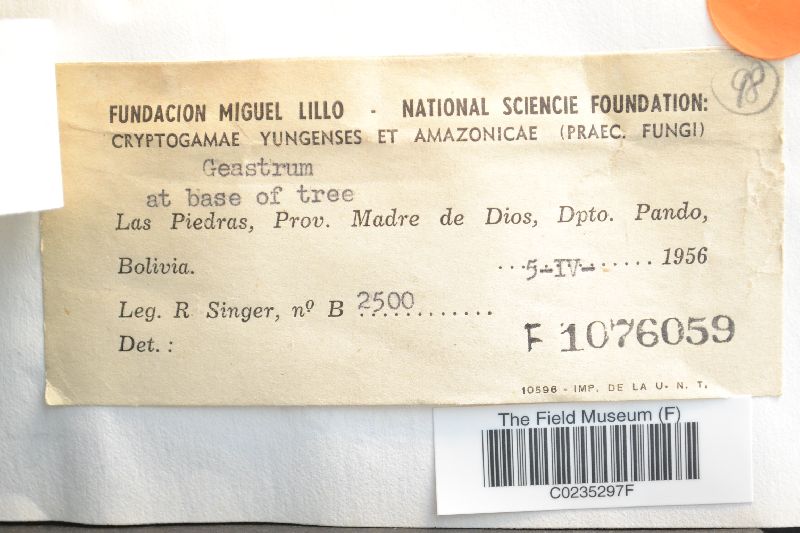 98
FUNDACION MIGUEL LILLO - NATIONAL SCIENCIE FOUNDATION:
CRYPTOGAMAE YUNGENSES ET AMAZONICAE (PRAEC. FUNGI)
Geastrum
at base of tree
Las Piedras, Prov. Madre de Dios, Dpto. Pando,
Bolivia. ...5-IV-...... 1956
Leg. R Singer, nº B 2500
Det. :
F 1076059
10596 - IMP. DE LA U. N. T.
The Field Museum (F)
C0235297F